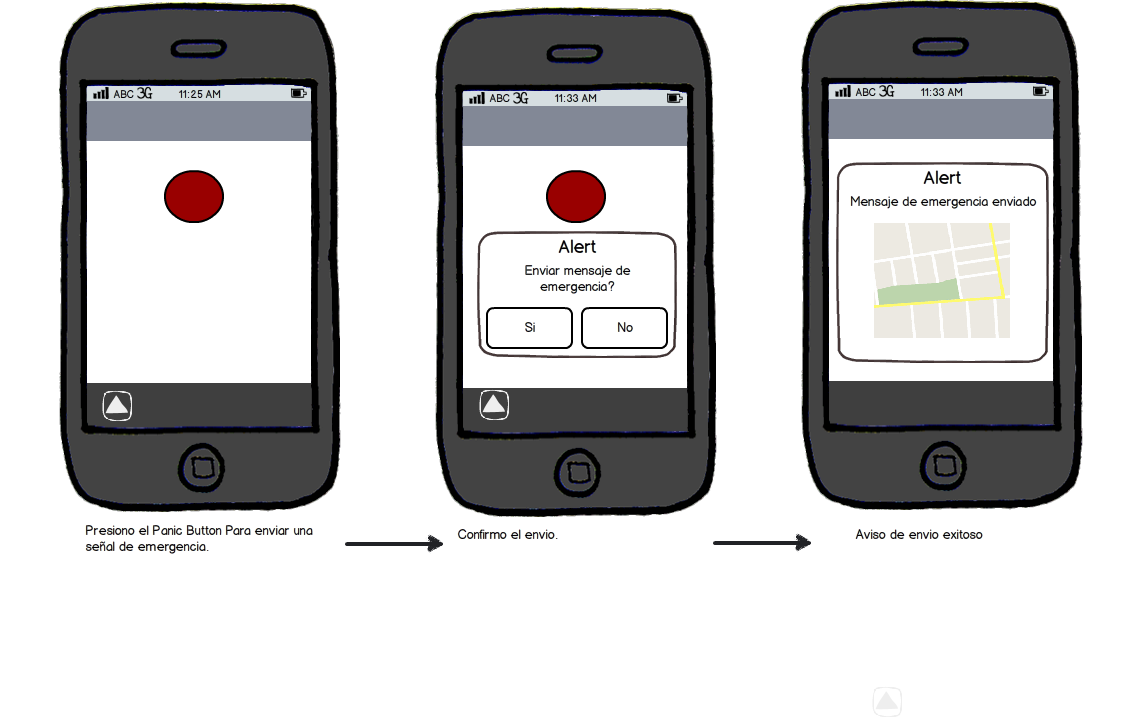 ABC 3G 11:25 AM
Presiono el Panic Button Para enviar una
señal de emergencia.
ABC 3G 11:33 AM
Alert
Enviar mensaje de
emergencia?
Si No
Confirmo el envio.
ABC 3G 11:33 AM
Alert
Mensaje de emergencia enviado
Aviso de envio exitoso